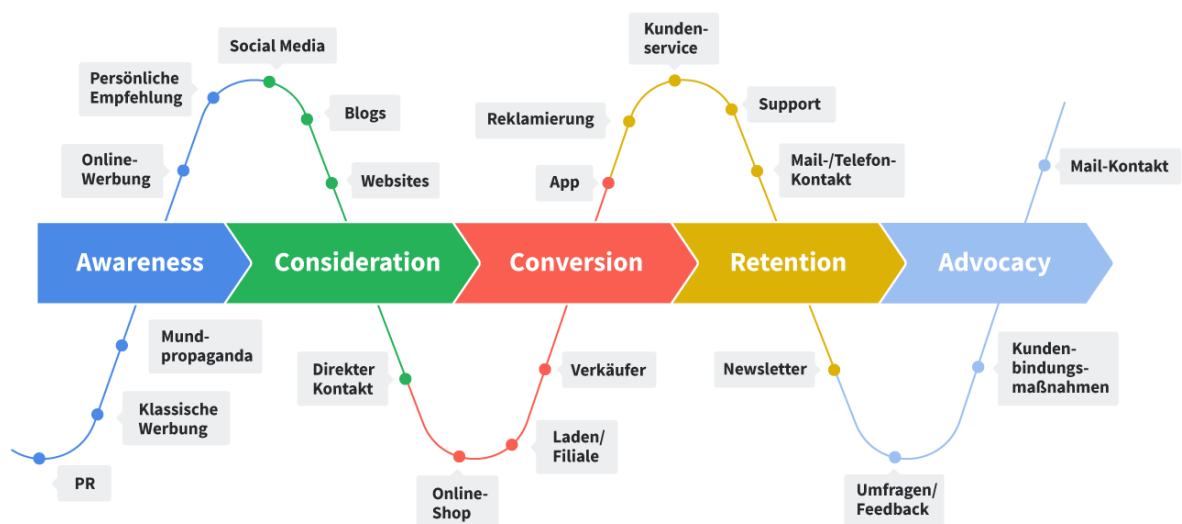 Social Media
Persönliche
Empfehlung
Blogs
Online-
Werbung
Websites
Kunden-
service
Reklamierung
Support
App
Mail-/Telefon-
Kontakt
Mail-Kontakt
Awareness
Consideration
Conversion
Retention
Advocacy
Mund-
propaganda
Klassische
Werbung
PR
Direkter
Kontakt
Verkäufer
Laden/
Filiale
Online-
Shop
Newsletter
Kunden-
bindungs-
maßnahmen
Umfragen/
Feedback